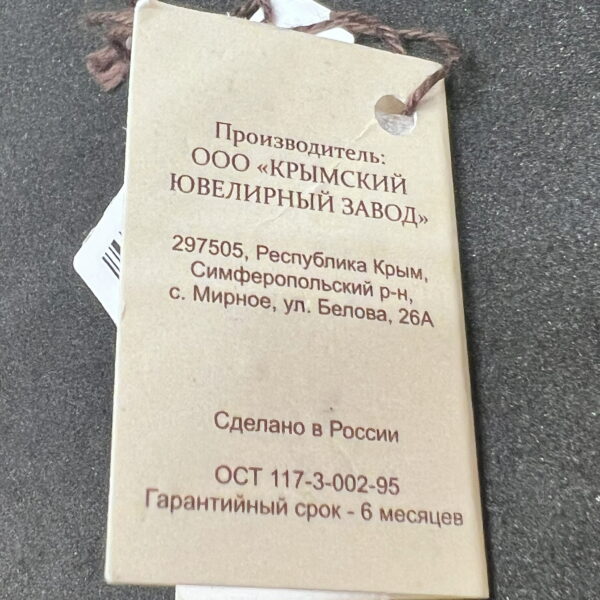 Производитель:
ООО «КРЫМСКИЙ
ЮВЕЛИРНЫЙ ЗАВОД»
297505, Республика Крым,
Симферопольский р-н,
с. Мирное, ул. Белова, 26А
Сделано в России
ОСТ 117-3-002-95
Гарантийный срок - 6 месяцев